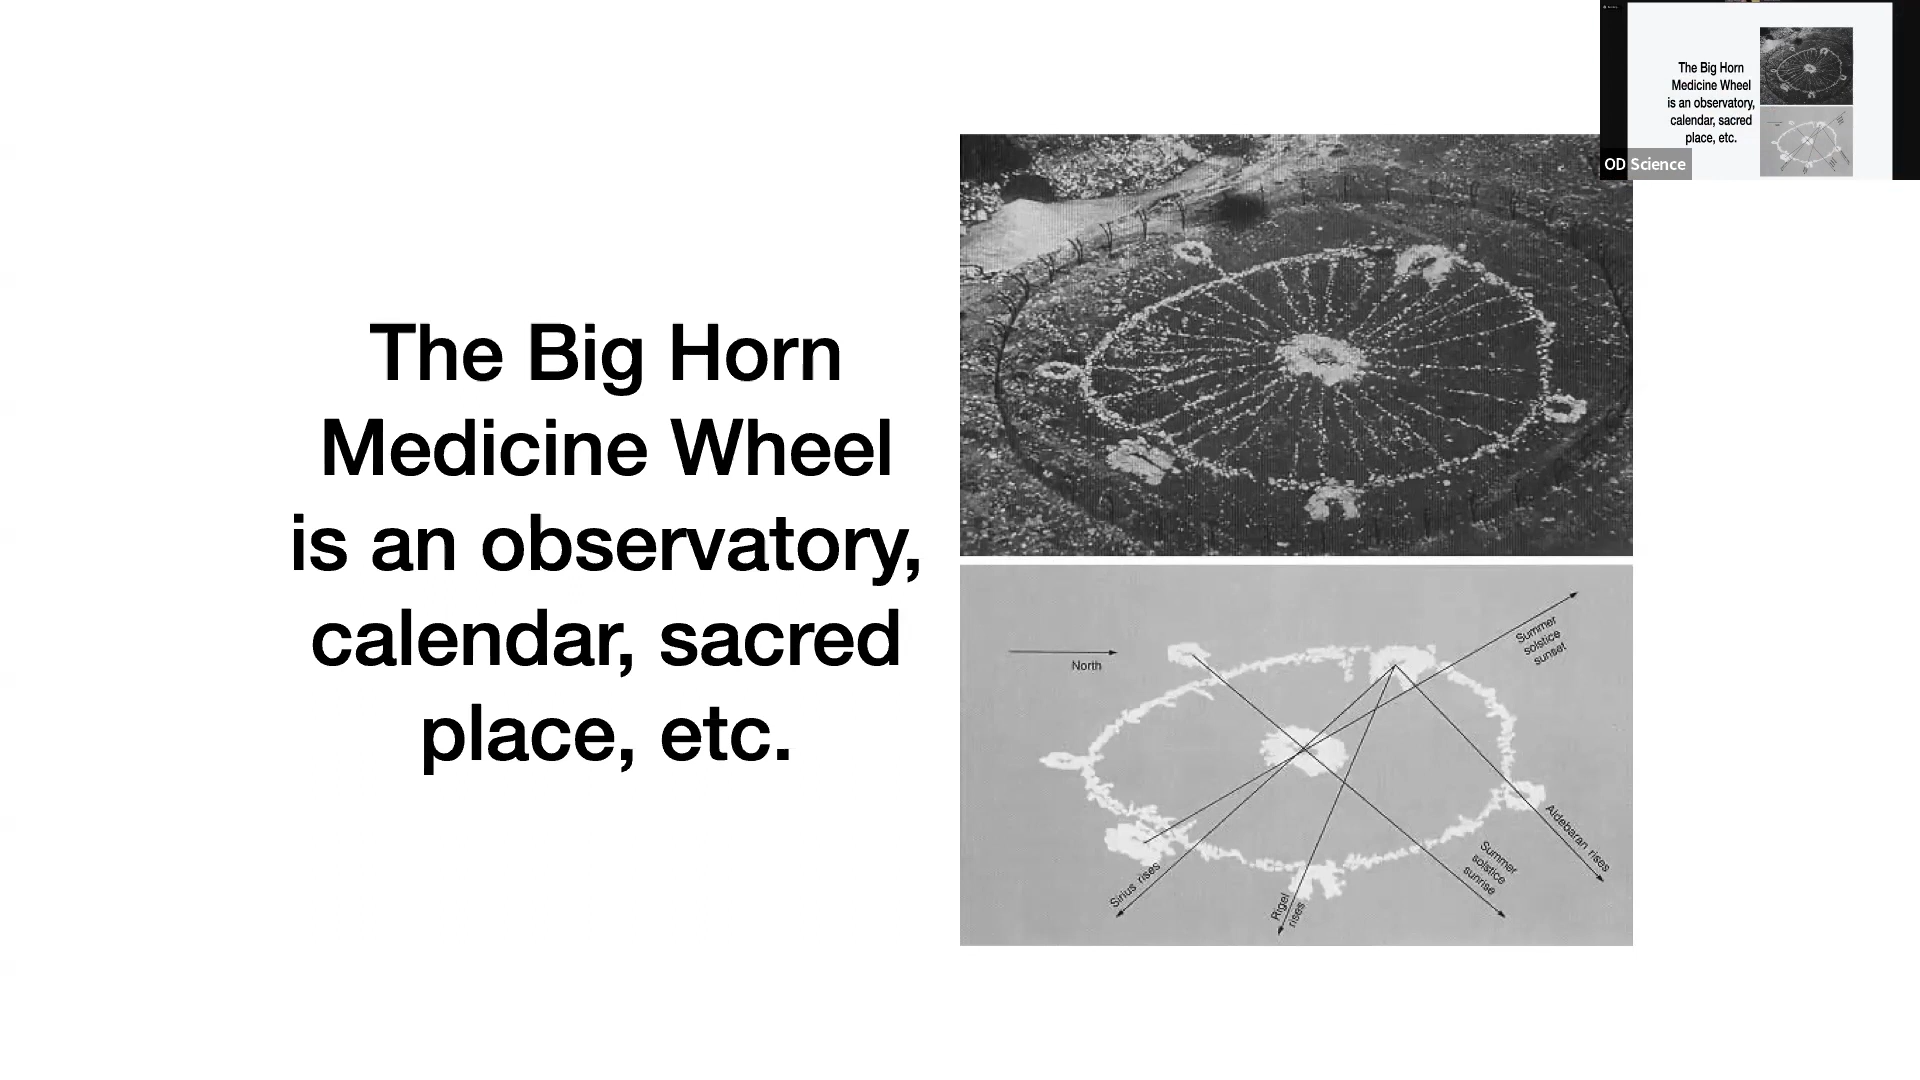 The Big Horn
Medicine Wheel
is an observatory,
calendar, sacred
place, etc.
North
Summer
solstice
sunset
Aldebaran rises
Summer
solstice
sunrise
Rigel
rises
Sirius rises
The Big Horn
Medicine Wheel
is an observatory,
calendar, sacred
place, etc.
OD Science